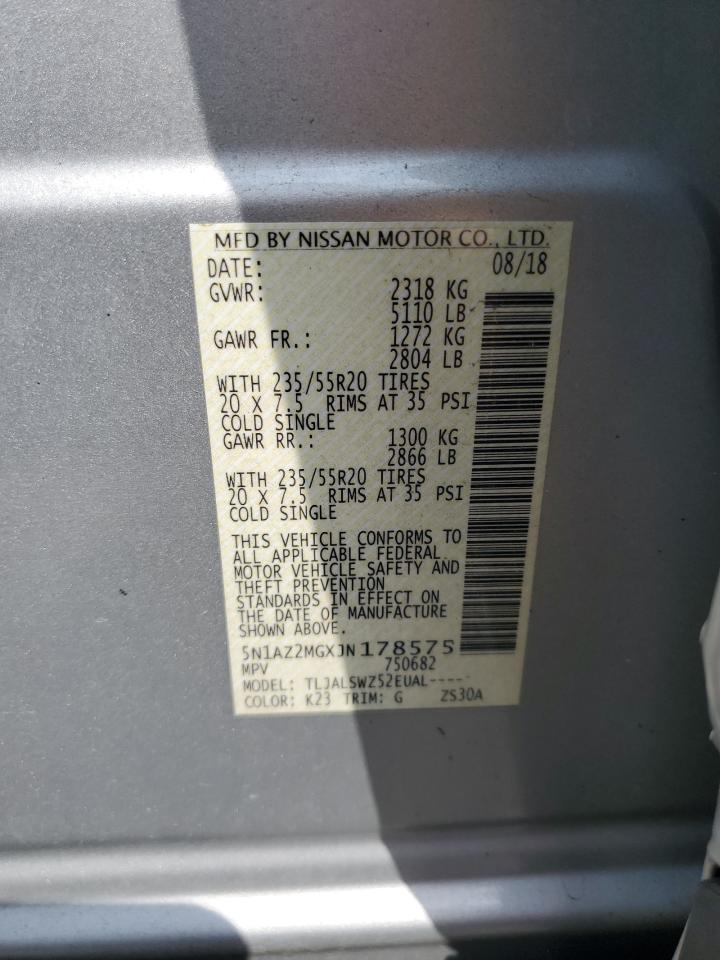 MFD BY NISSAN MOTOR CO., LTD.
DATE: 08/18
GVWR: 2318 KG
5110 LB
GAWR FR.: 1272 KG
2804 LB
WITH 235/55R20 TIRES
20 X 7.5 RIMS AT 35 PSI
COLD SINGLE
GAWR RR.: 1300 KG
2866 LB
WITH 235/55R20 TIRES
20 X 7.5 RIMS AT 35 PSI
COLD SINGLE
THIS VEHICLE CONFORMS TO
ALL APPLICABLE FEDERAL
MOTOR VEHICLE SAFETY AND
THEFT PREVENTION
STANDARDS IN EFFECT ON
THE DATE OF MANUFACTURE
SHOWN ABOVE.
5N1AZ2MGXJN178575
MPV 750682
MODEL: TLJALSWZ52EUAL----
COLOR: K23 TRIM: G ZS30A